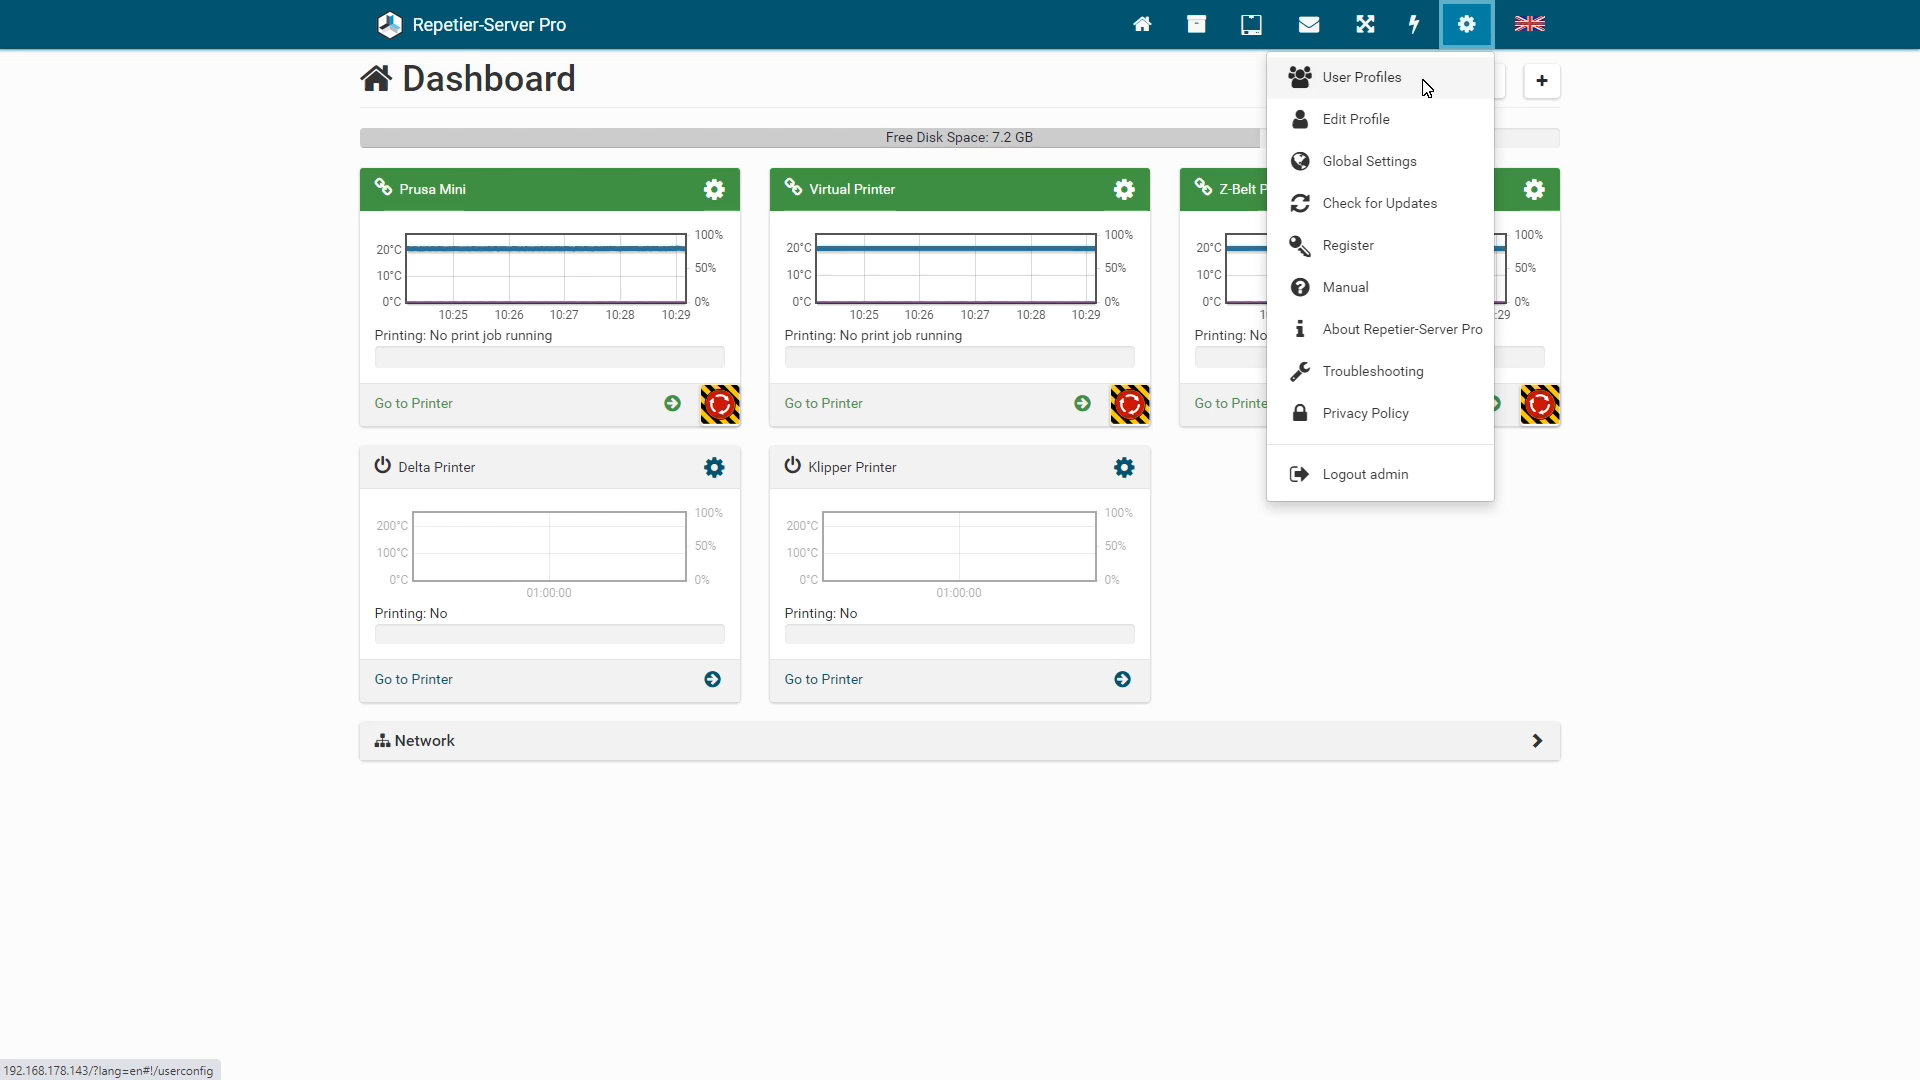 Repetier-Server Pro
Dashboard
Free Disk Space: 7.2 GB
User Profiles
Edit Profile
Global Settings
Check for Updates
Register
Manual
About Repetier-Server Pro
Troubleshooting
Privacy Policy
Logout admin
Prusa Mini
20°C
10°C
0°C
100%
50%
0%
10:25 10:26 10:27 10:28 10:29
Printing: No print job running
Go to Printer
Virtual Printer
20°C
10°C
0°C
100%
50%
0%
10:25 10:26 10:27 10:28 10:29
Printing: No print job running
Go to Printer
Z-Belt P
20°C
10°C
0°C
100%
50%
0%
:29
Printing: No
Go to Printe
Delta Printer
200°C
100°C
0°C
100%
50%
0%
01:00:00
Printing: No
Go to Printer
Klipper Printer
200°C
100°C
0°C
100%
50%
0%
01:00:00
Printing: No
Go to Printer
Network
192.168.178.143/?lang=en#!/userconfig